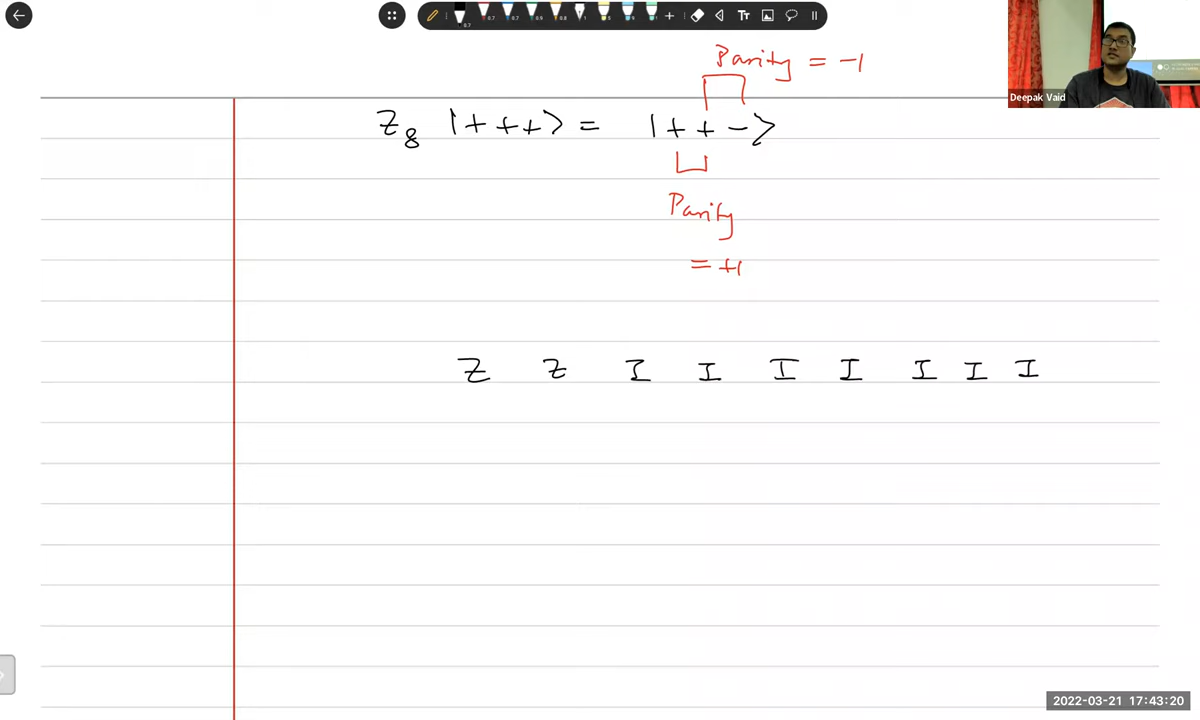 Parity = -1
Z8 |+++> = |++->
Parity
= +1
Z Z I I I I I I I
Deepak Vaid
2022-03-21 17:43:20